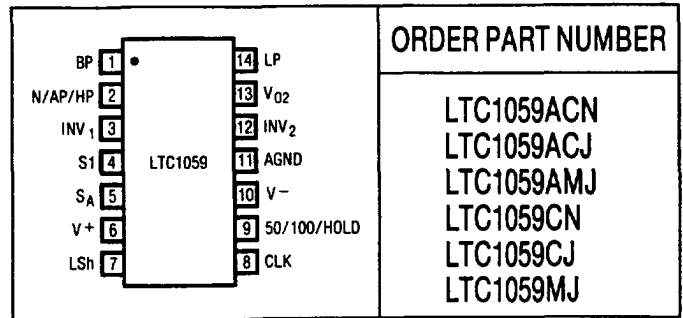 ORDER PART NUMBER
BP 1 14 LP
N/AP/HP 2 13 V02
INV1 3 12 INV2
S1 4 LTC1059 11 AGND
SA 5 10 V-
V+ 6 9 50/100/HOLD
LSh 7 8 CLK
LTC1059ACN
LTC1059ACJ
LTC1059AMJ
LTC1059CN
LTC1059CJ
LTC1059MJ